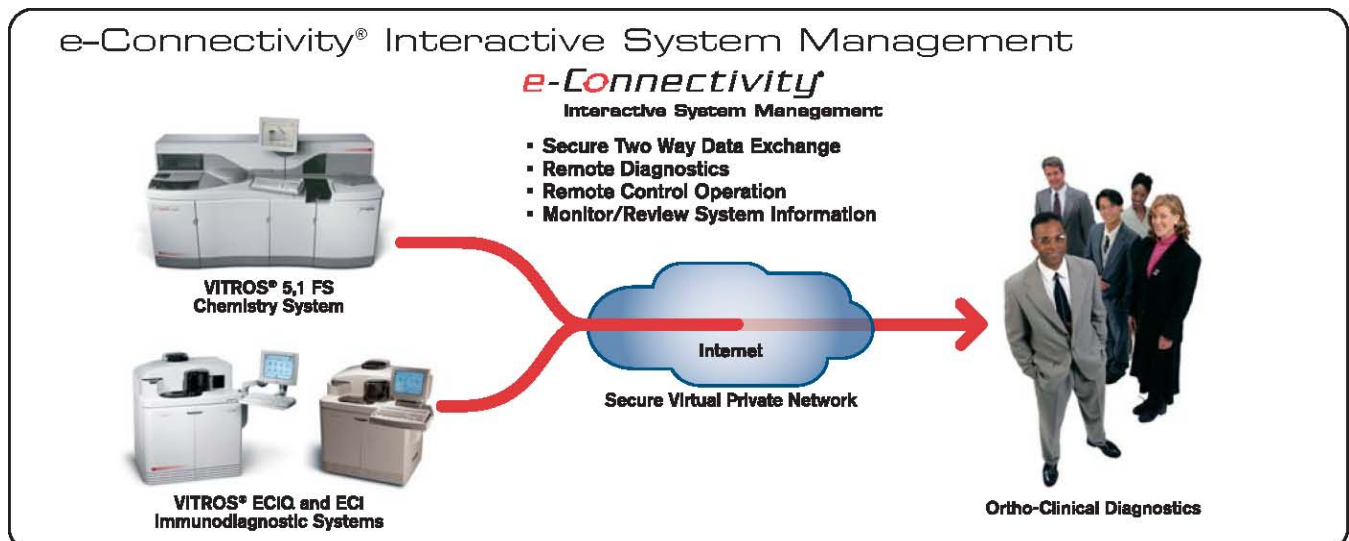 e-Connectivity® Interactive System Management
e-Connectivity®
Interactive System Management
▪ Secure Two Way Data Exchange
▪ Remote Diagnostics
▪ Remote Control Operation
▪ Monitor/Review System Information
VITROS® 5,1 FS
Chemistry System
Internet
Secure Virtual Private Network
VITROS® ECiQ and ECi
Immunodiagnostic Systems
Ortho-Clinical Diagnostics